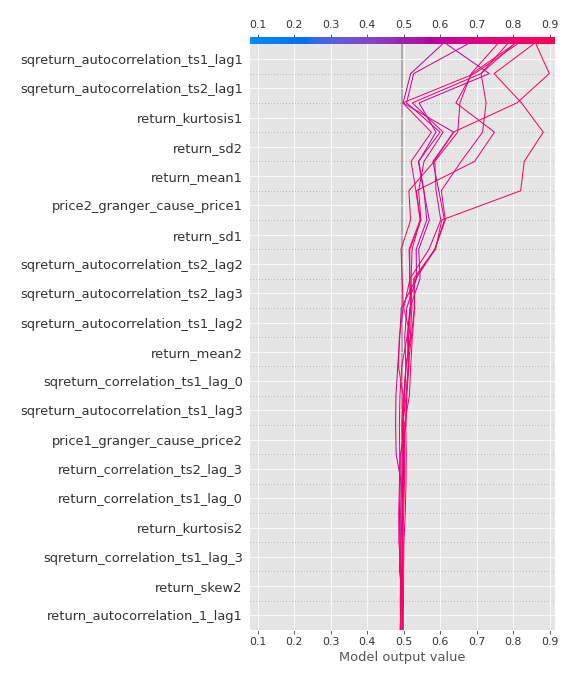 0.1 0.2 0.3 0.4 0.5 0.6 0.7 0.8 0.9
sqreturn_autocorrelation_ts1_lag1
sqreturn_autocorrelation_ts2_lag1
return_kurtosis1
return_sd2
return_mean1
price2_granger_cause_price1
return_sd1
sqreturn_autocorrelation_ts2_lag2
sqreturn_autocorrelation_ts2_lag3
sqreturn_autocorrelation_ts1_lag2
return_mean2
sqreturn_correlation_ts1_lag_0
sqreturn_autocorrelation_ts1_lag3
price1_granger_cause_price2
return_correlation_ts2_lag_3
return_correlation_ts1_lag_0
return_kurtosis2
sqreturn_correlation_ts1_lag_3
return_skew2
return_autocorrelation_1_lag1
0.1 0.2 0.3 0.4 0.5 0.6 0.7 0.8 0.9
Model output value